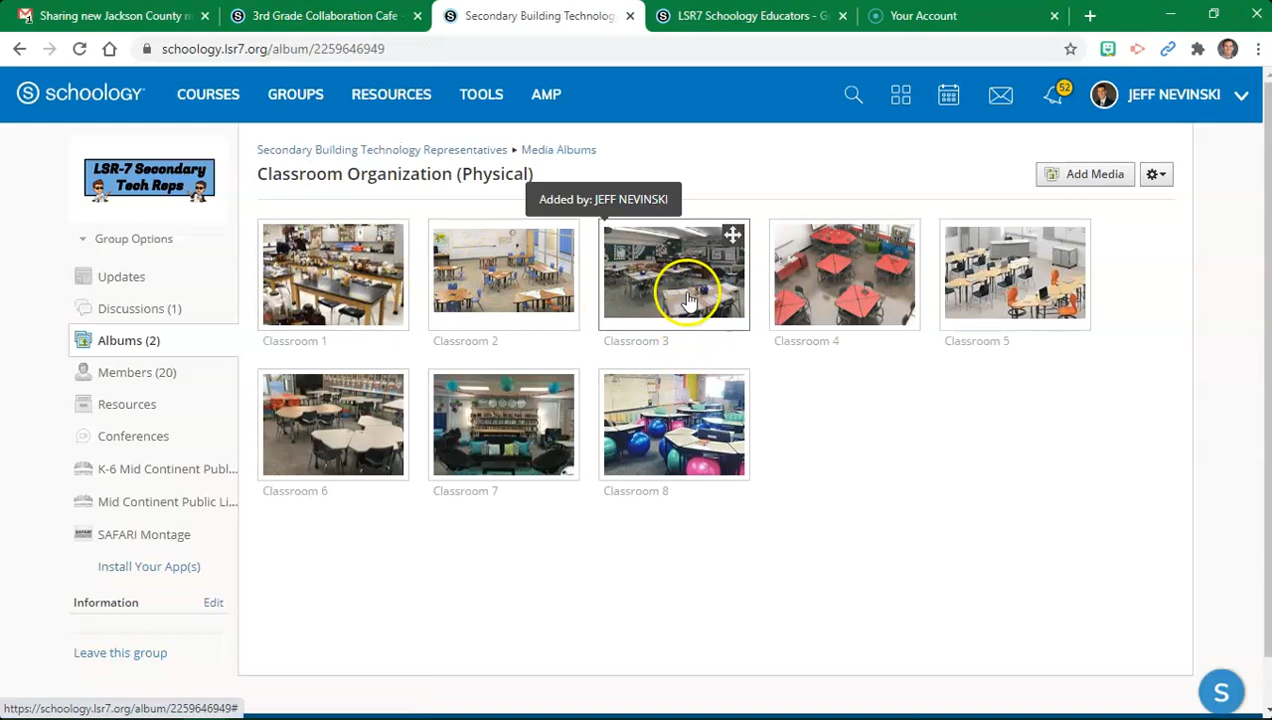 Sharing new Jackson County m
3rd Grade Collaboration Cafe -
Secondary Building Technolog
LSR7 Schoology Educators - G
Your Account
schoology.lsr7.org/album/2259646949
schoology
COURSES
GROUPS
RESOURCES
TOOLS
AMP
52
JEFF NEVINSKI
LSR-7 Secondary
Tech Reps
Group Options
Updates
Discussions (1)
Albums (2)
Members (20)
Resources
Conferences
K-6 Mid Continent Publ...
Mid Continent Public Li...
SAFARI Montage
Install Your App(s)
Information
Edit
Leave this group
Secondary Building Technology Representatives ▸ Media Albums
Classroom Organization (Physical)
Add Media
Added by: JEFF NEVINSKI
Classroom 1
Classroom 2
Classroom 3
Classroom 4
Classroom 5
Classroom 6
Classroom 7
Classroom 8
S
https://schoology.lsr7.org/album/2259646949#